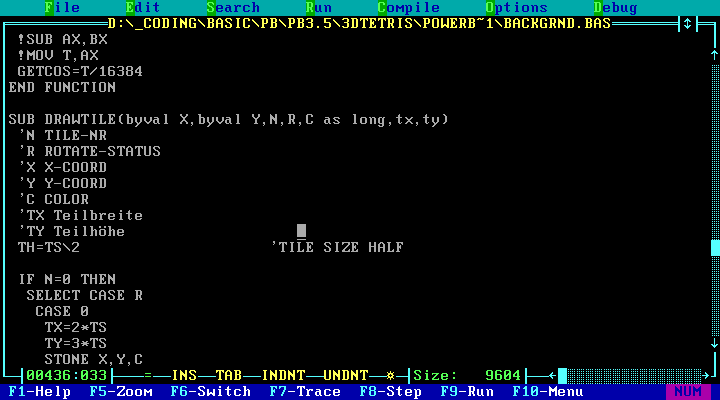 File Edit Search Run Compile Options Debug
D:\_CODING\BASIC\PB\PB3.5\3DTETRIS\POWERB~1\BACKGRND.BAS
!SUB AX,BX
!MOV T,AX
GETCOS=T/16384
END FUNCTION
SUB DRAWTILE(byval X,byval Y,N,R,C as long,tx,ty)
'N TILE-NR
'R ROTATE-STATUS
'X X-COORD
'Y Y-COORD
'C COLOR
'TX Teilbreite
'TY Teilhöhe
TH=TS\2 'TILE SIZE HALF
IF N=0 THEN
SELECT CASE R
CASE 0
TX=2*TS
TY=3*TS
STONE X,Y,C
00436:033 = INS TAB INDNT UNDNT ☼ Size: 9604
F1-Help F5-Zoom F6-Switch F7-Trace F8-Step F9-Run F10-Menu NUM